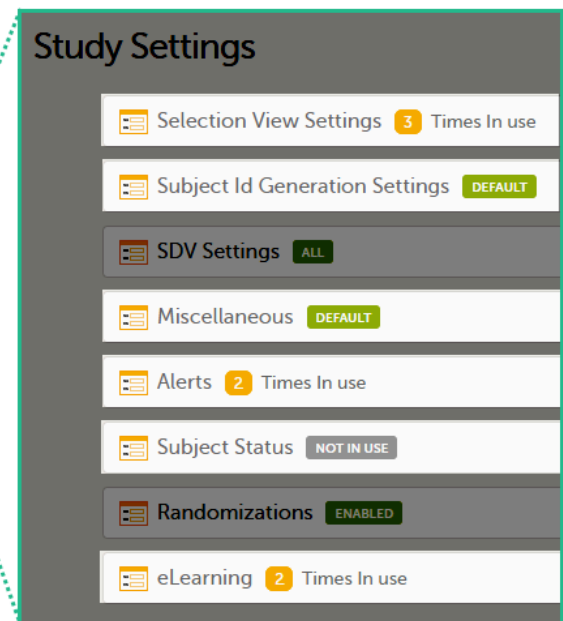 Study Settings
Selection View Settings 3 Times In use
Subject Id Generation Settings DEFAULT
SDV Settings ALL
Miscellaneous DEFAULT
Alerts 2 Times In use
Subject Status NOT IN USE
Randomizations ENABLED
eLearning 2 Times In use